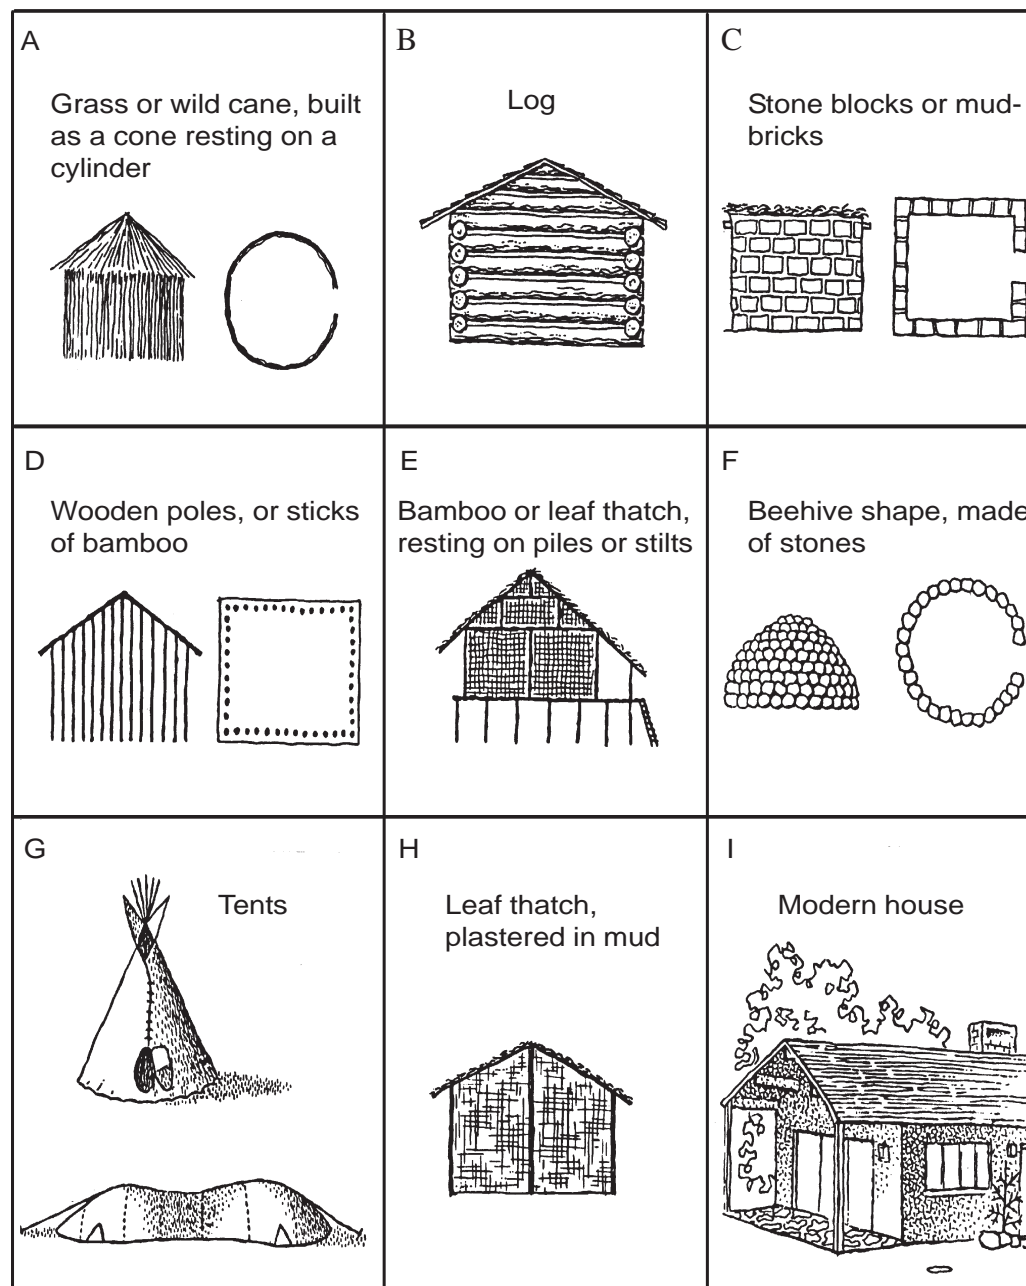 A
Grass or wild cane, built
as a cone resting on a
cylinder
B
Log
C
Stone blocks or mud-
bricks
D
Wooden poles, or sticks
of bamboo
E
Bamboo or leaf thatch,
resting on piles or stilts
F
Beehive shape, made
of stones
G
Tents
H
Leaf thatch,
plastered in mud
I
Modern house